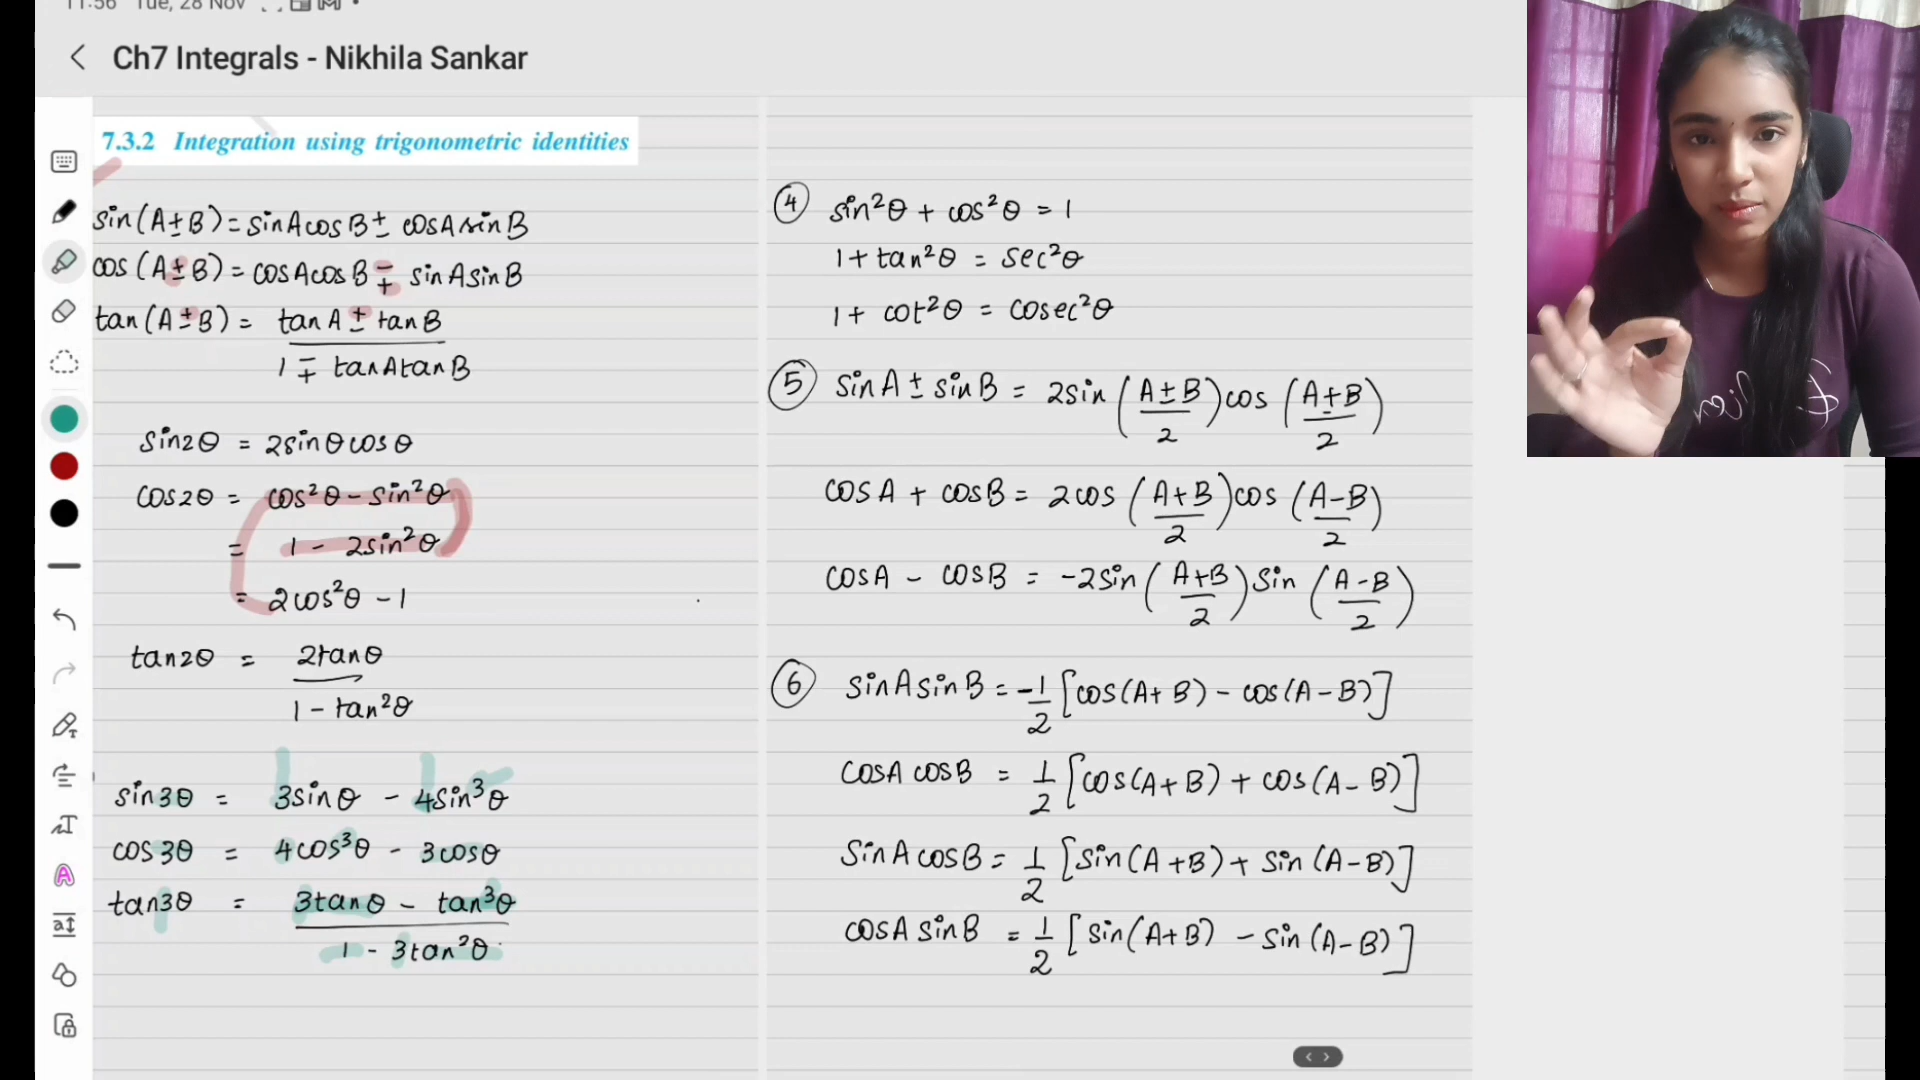 11:56 Tue, 28 Nov
Ch7 Integrals - Nikhila Sankar
7.3.2 Integration using trigonometric identities
sin(A±B)=sinAcosB± cosAsinB
cos(A±B)=cosAcosB∓ sinAsinB
tan(A±B)= tanA± tanB
1∓ tanAtanB
sin2θ = 2sinθcosθ
cos2θ = cos²θ-sin²θ
= 1 - 2sin²θ
= 2cos²θ -1
tan2θ = 2tanθ
1 - tan²θ
sin3θ = 3sinθ - 4sin³θ
cos3θ = 4cos³θ - 3cosθ
tan3θ = 3tanθ - tan³θ
1 - 3tan²θ
④ sin²θ + cos²θ = 1
1+tan²θ = sec²θ
1+ cot²θ = cosec²θ
⑤ sinA ± sinB = 2sin(A±B/2)cos(A∓B/2)
cosA + cosB = 2cos(A+B/2)cos(A-B/2)
cosA - cosB = -2sin(A+B/2)sin(A-B/2)
⑥ sinAsinB = -1/2[cos(A+B) - cos(A-B)]
cosAcosB = 1/2[cos(A+B) + cos(A-B)]
sinAcosB = 1/2[sin(A+B) + sin(A-B)]
cosAsinB = 1/2[sin(A+B) - sin(A-B)]